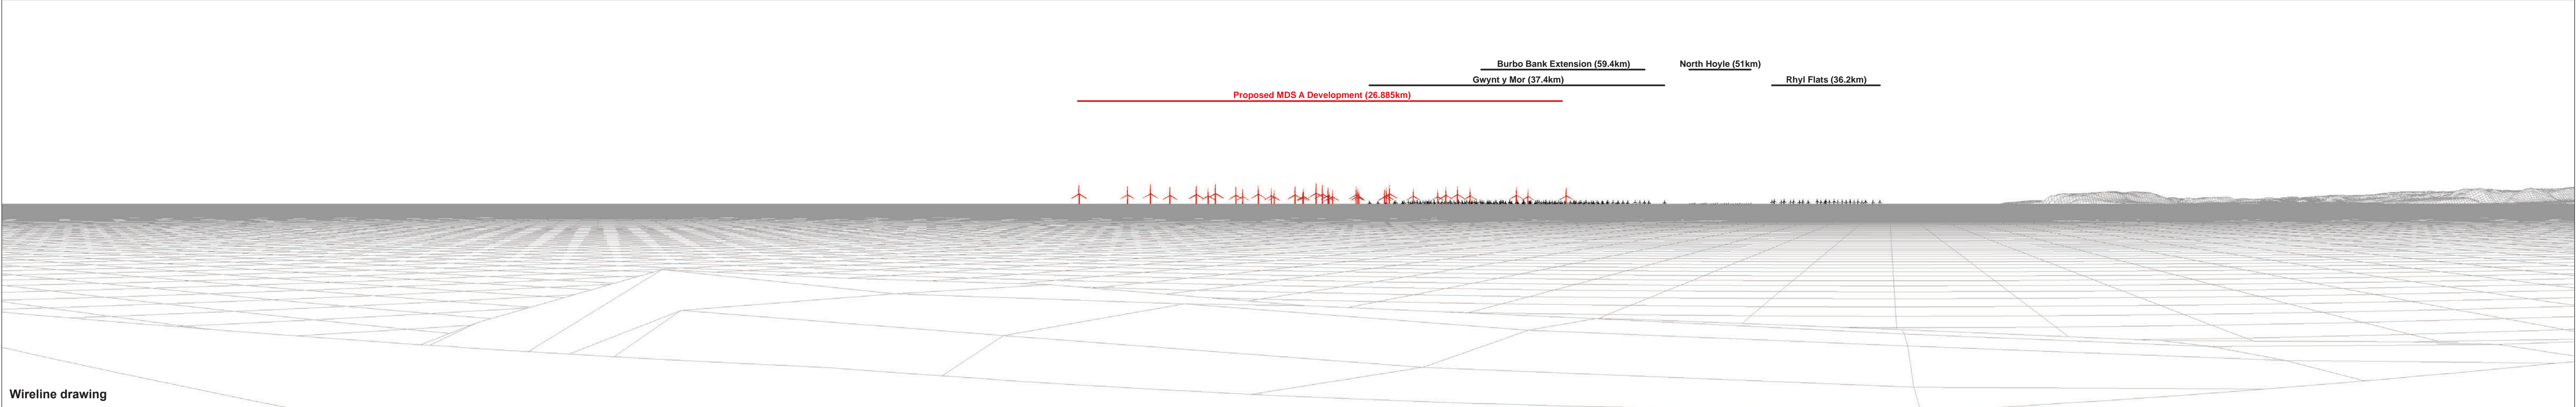 Burbo Bank Extension (59.4km)
North Hoyle (51km)
Gwynt y Mor (37.4km)
Rhyl Flats (36.2km)
Proposed MDS A Development (26.885km)
Wireline drawing